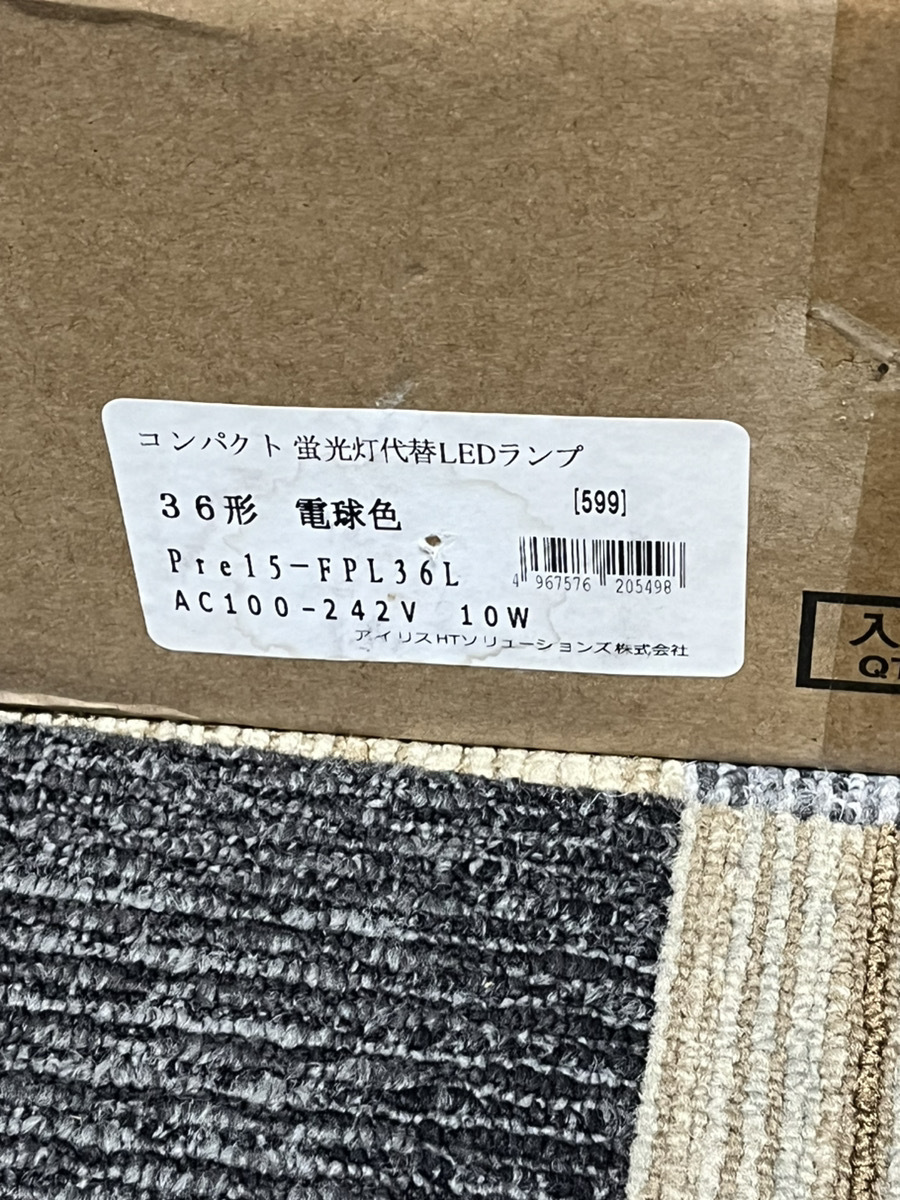 コンパクト 蛍光灯代替LEDランプ
36形 電球色
[599]
Pre15-FPL36L
4 967576 205498
AC100-242V 10W
アイリスHTソリューションズ株式会社
入
QT